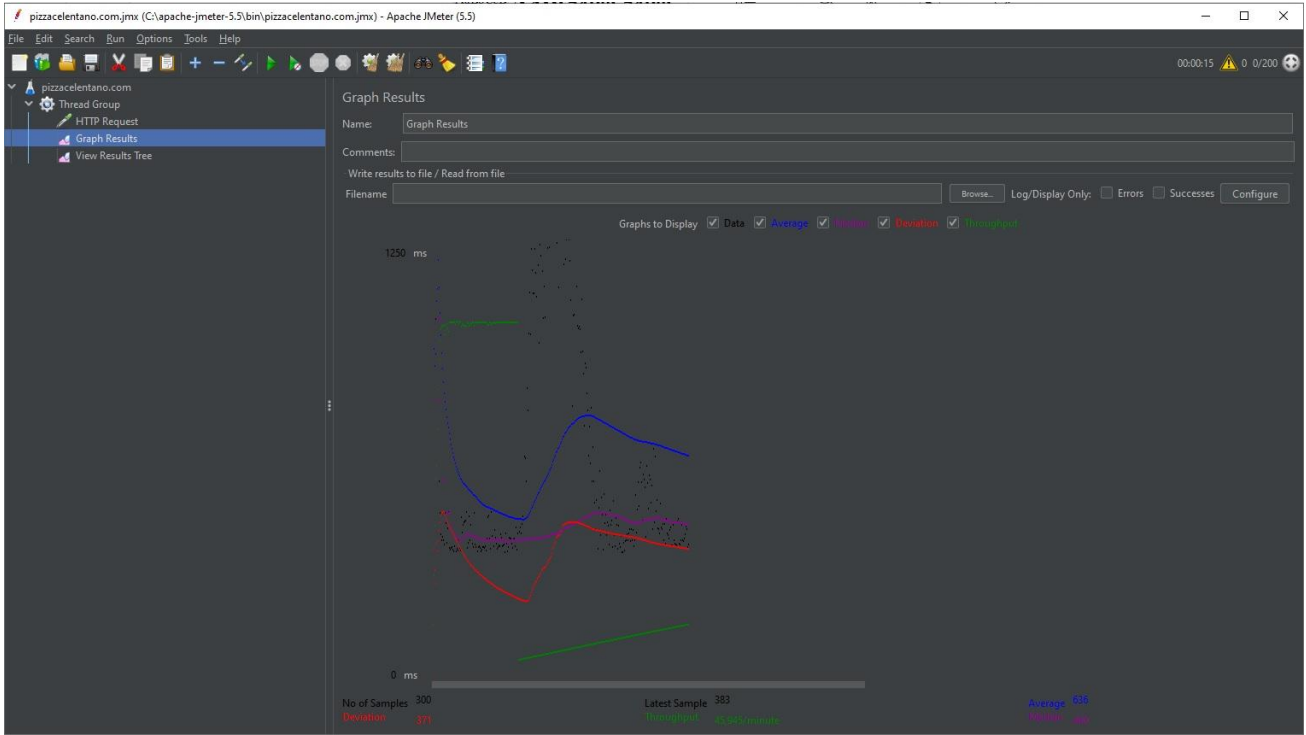 pizzacelentano.com.jmx (C:\apache-jmeter-5.5\bin\pizzacelentano.com.jmx) - Apache JMeter (5.5)
File Edit Search Run Options Tools Help
00:00:15 0 0/200
pizzacelentano.com
Thread Group
HTTP Request
Graph Results
View Results Tree
Graph Results
Name: Graph Results
Comments:
Write results to file / Read from file
Filename Browse... Log/Display Only: Errors Successes Configure
Graphs to Display Data Average Median Deviation Throughput
1250 ms
0 ms
No of Samples 300 Latest Sample 383 Average 636
Deviation 371 Throughput Median